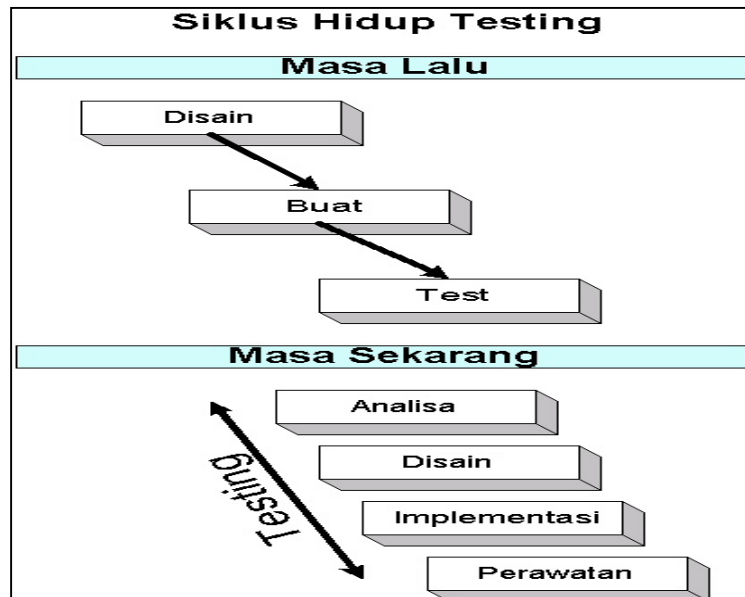 Siklus Hidup Testing
Masa Lalu
Disain
Buat
Test
Masa Sekarang
Analisa
Disain
Testing
Implementasi
Perawatan